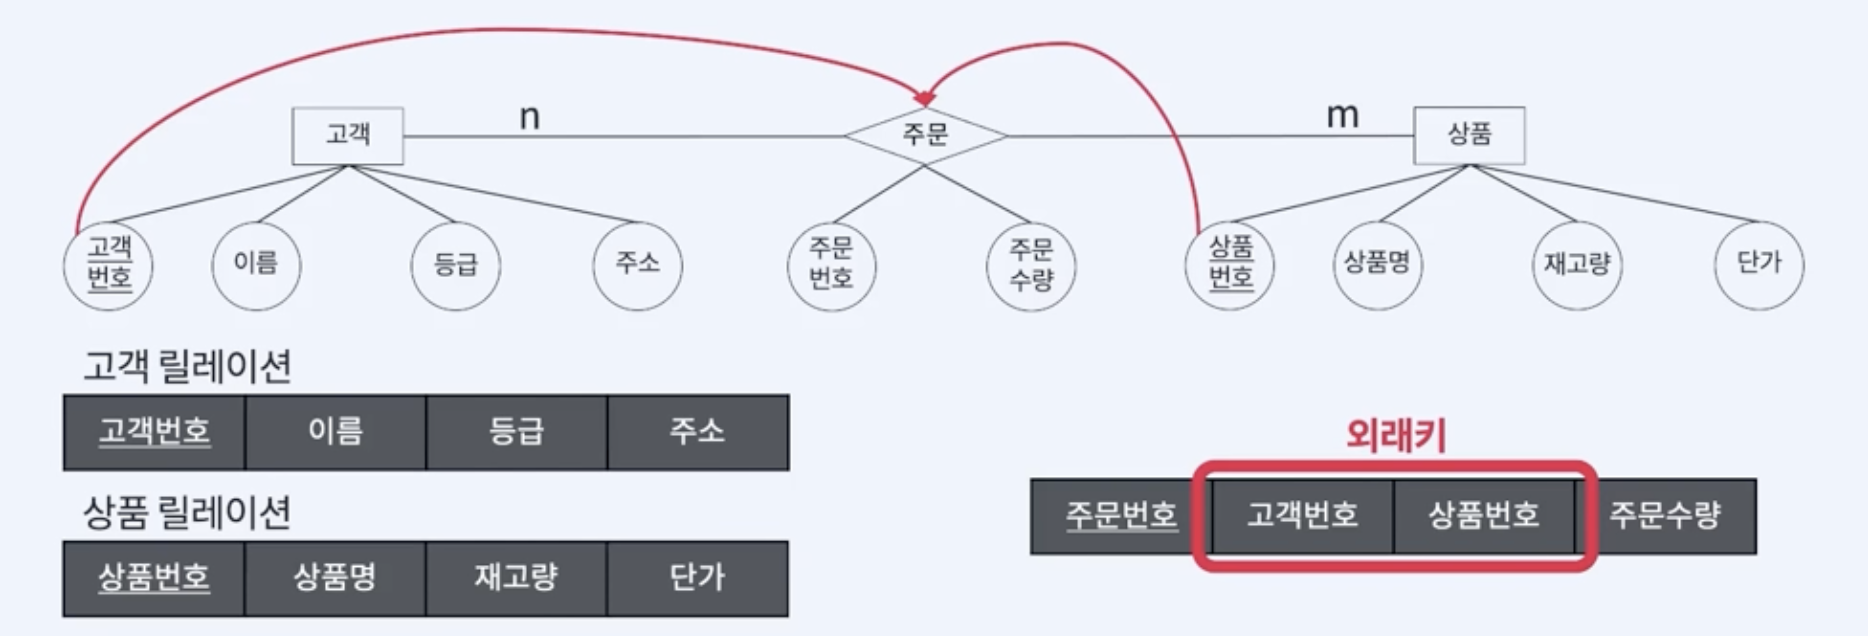 고객
n
주문
m
상품
고객
번호
이름
등급
주소
주문
번호
주문
수량
상품
번호
상품명
재고량
단가
고객 릴레이션
고객번호 이름 등급 주소
상품 릴레이션
상품번호 상품명 재고량 단가
외래키
주문번호 고객번호 상품번호 주문수량